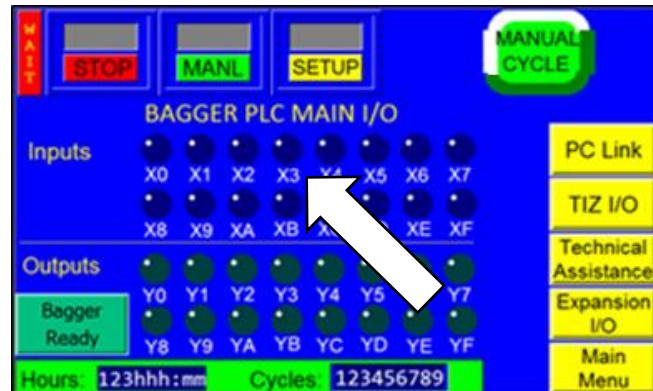 WAIT
STOP MANL SETUP MANUAL CYCLE
BAGGER PLC MAIN I/O
Inputs
X0 X1 X2 X3 X4 X5 X6 X7
X8 X9 XA XB XE XF
Outputs
Y0 Y1 Y2 Y3 Y4 Y5 Y7
Y8 Y9 YA YB YC YD YE YF
Bagger
Ready
Hours: 123hhh:mm Cycles: 123456789
PC Link
TIZ I/O
Technical
Assistance
Expansion
I/O
Main
Menu